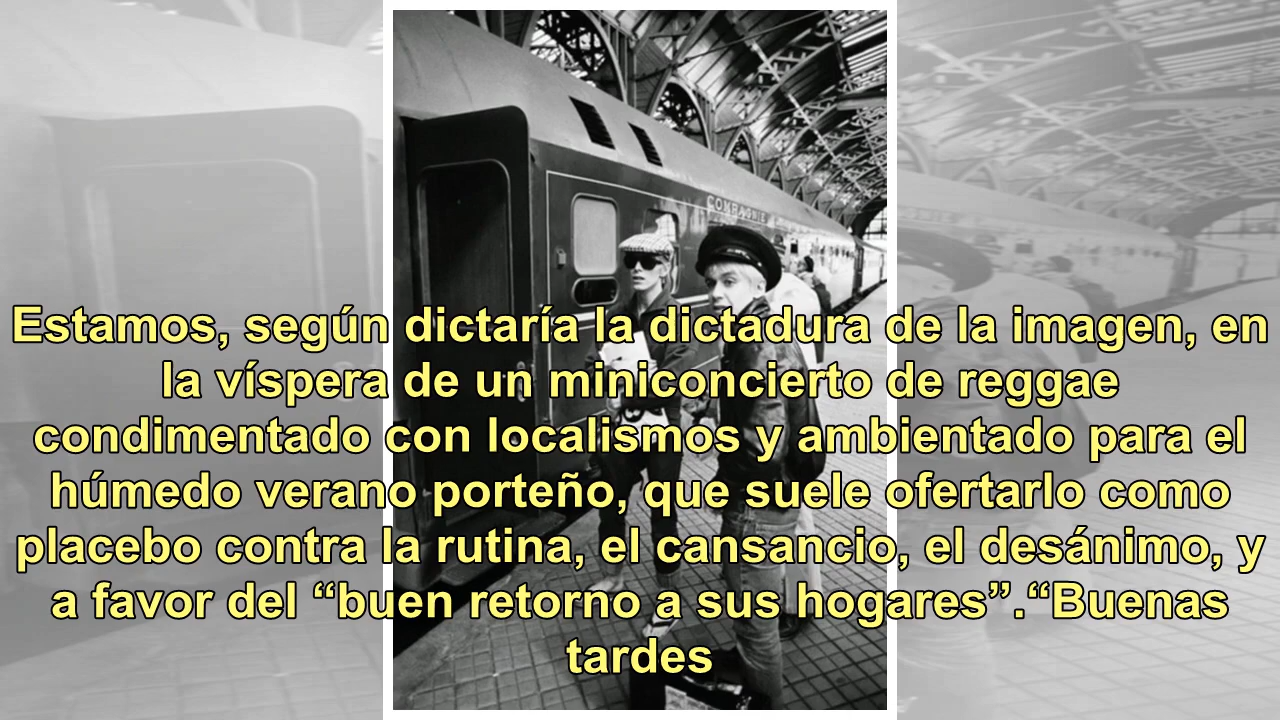 COMPAGNIE
Estamos, según dictaría la dictadura de la imagen, en
la víspera de un miniconcierto de reggae
condimentado con localismos y ambientado para el
húmedo verano porteño, que suele ofertarlo como
placebo contra la rutina, el cansancio, el desánimo, y
a favor del “buen retorno a sus hogares”.“Buenas
tardes